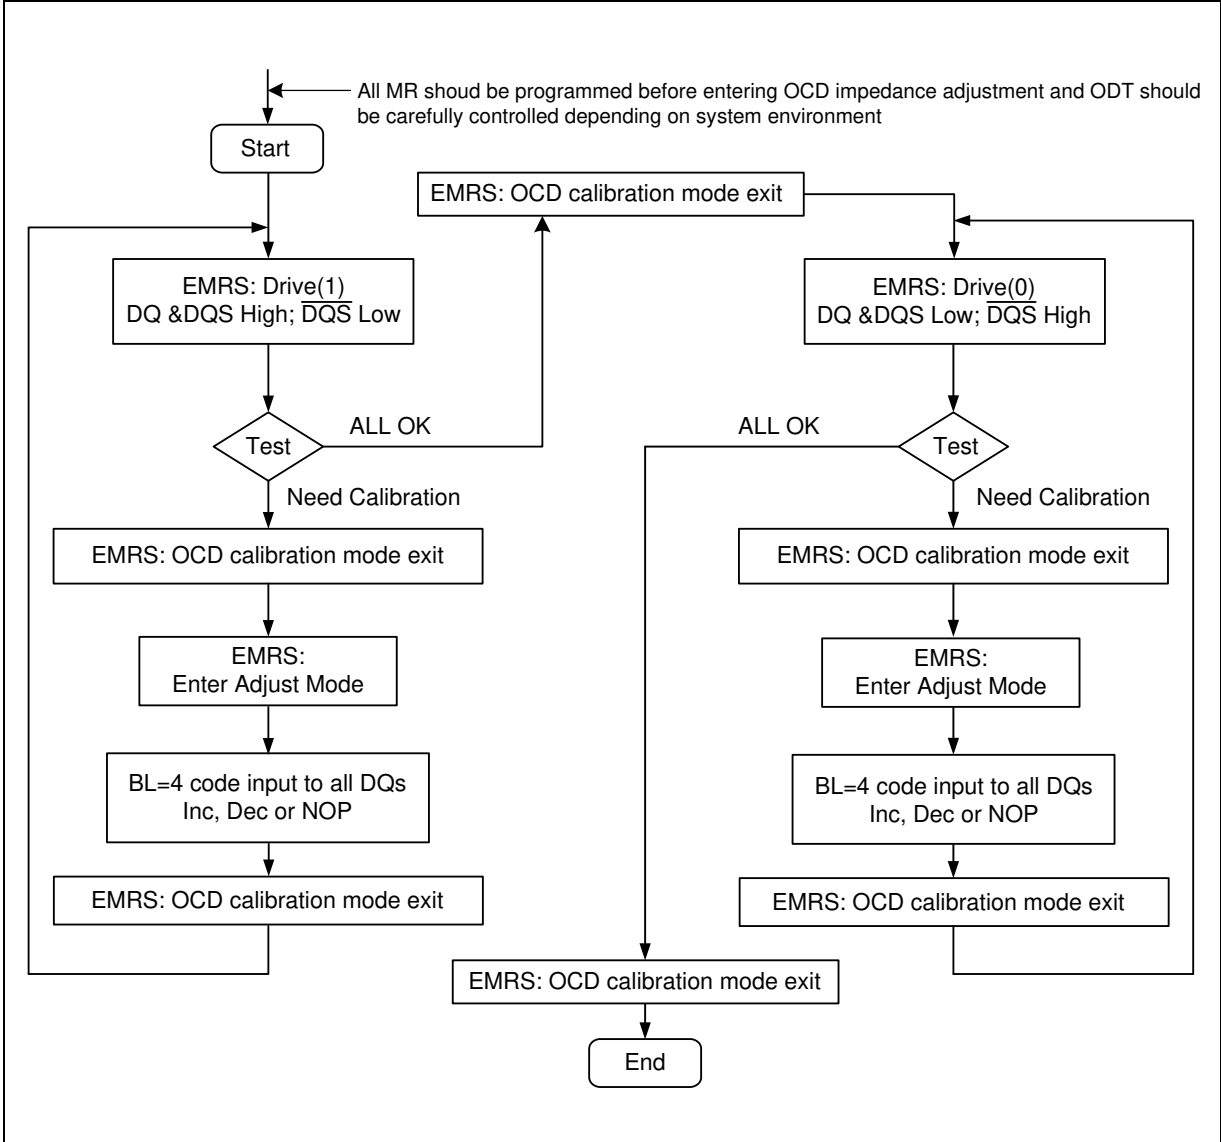 All MR shoud be programmed before entering OCD impedance adjustment and ODT should
be carefully controlled depending on system environment
Start
EMRS: OCD calibration mode exit
EMRS: Drive(1)
DQ &DQS High; D̅Q̅S̅ Low
EMRS: Drive(0)
DQ &DQS Low; D̅Q̅S̅ High
ALL OK
Test
Need Calibration
ALL OK
Test
Need Calibration
EMRS: OCD calibration mode exit
EMRS: OCD calibration mode exit
EMRS:
Enter Adjust Mode
EMRS:
Enter Adjust Mode
BL=4 code input to all DQs
Inc, Dec or NOP
BL=4 code input to all DQs
Inc, Dec or NOP
EMRS: OCD calibration mode exit
EMRS: OCD calibration mode exit
EMRS: OCD calibration mode exit
End